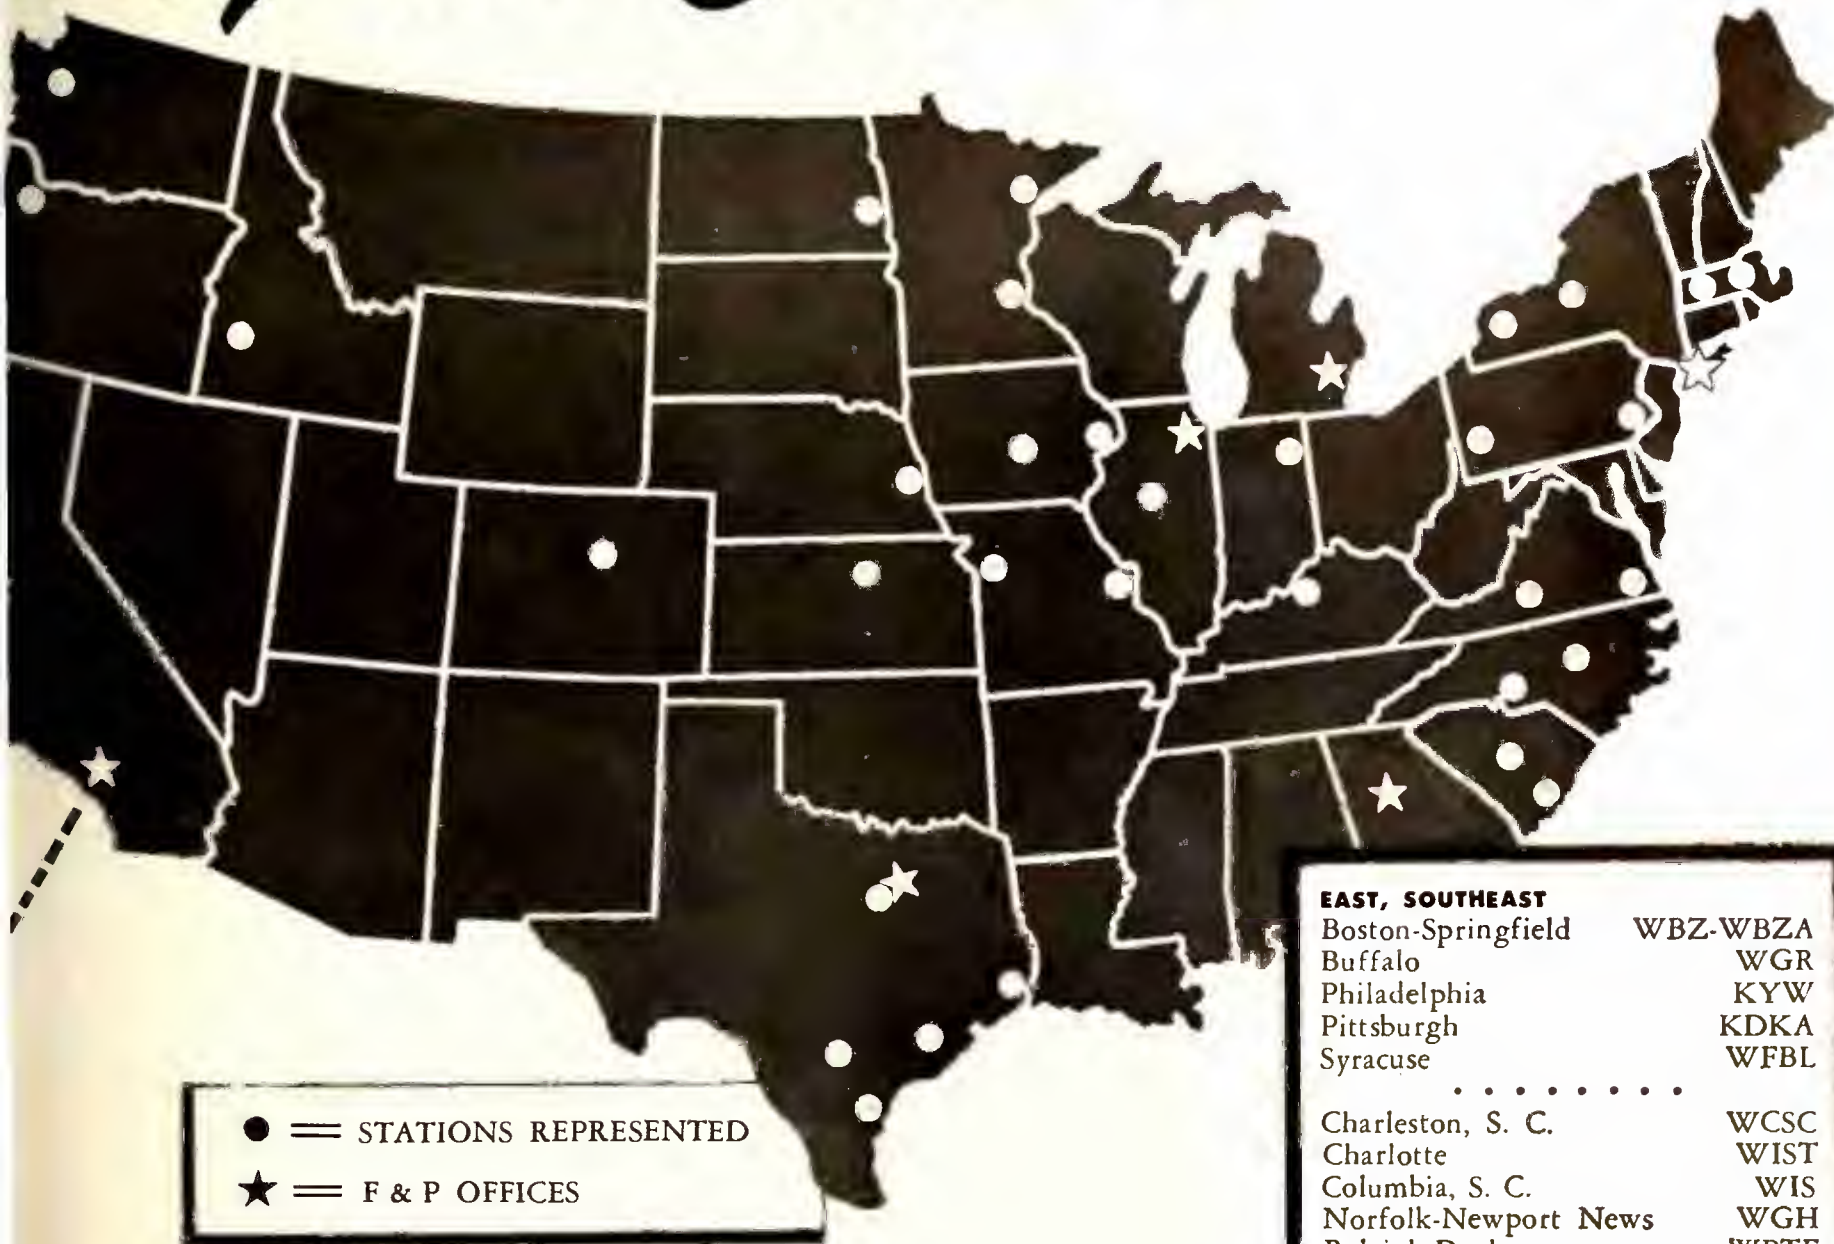 ● = STATIONS REPRESENTED
★ = F & P OFFICES
EAST, SOUTHEAST
Boston-Springfield WBZ-WBZA
Buffalo WGR
Philadelphia KYW
Pittsburgh KDKA
Syracuse WFBL
. . . . . . . .
Charleston, S. C. WCSC
Charlotte WIST
Columbia, S. C. WIS
Norfolk-Newport News WGH